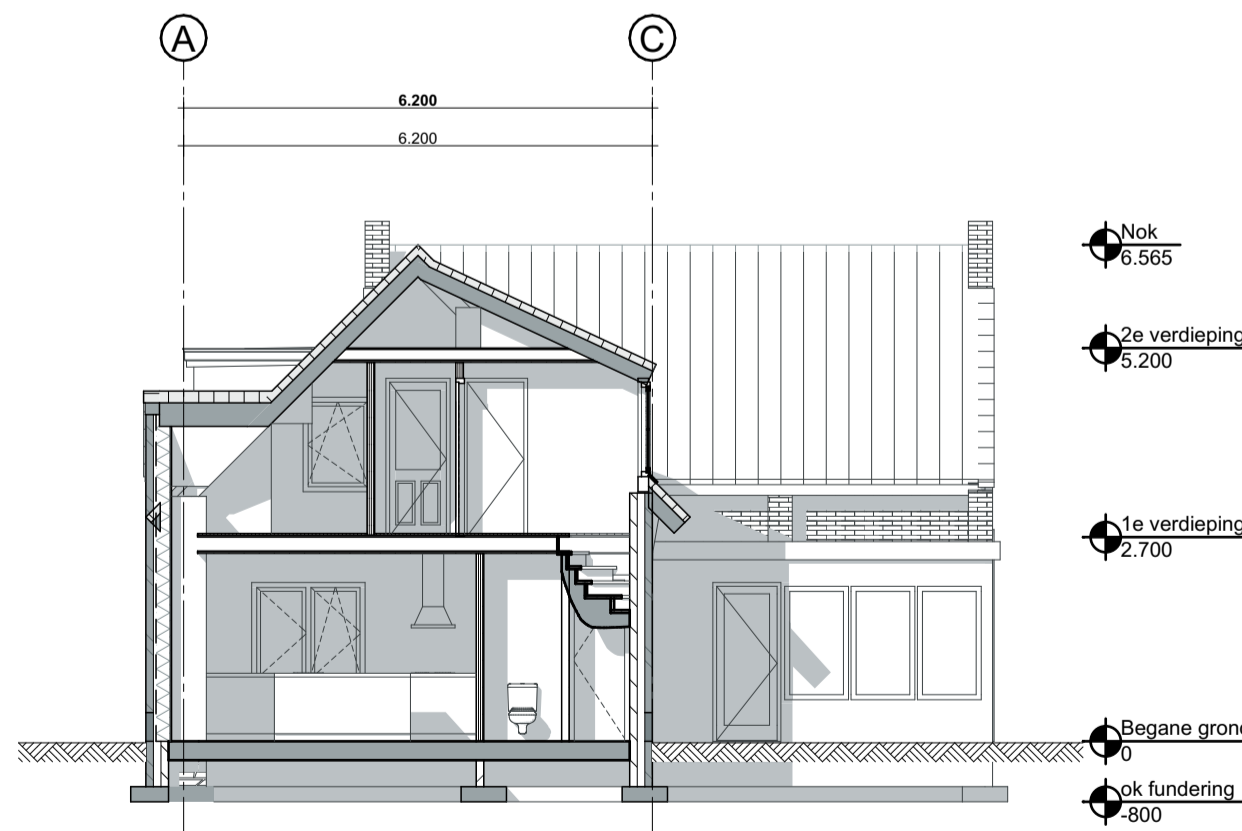 A
C
6.200
6.200
Nok
6.565
2e verdieping
5.200
1e verdieping
2.700
Begane gron
0
ok fundering
-800